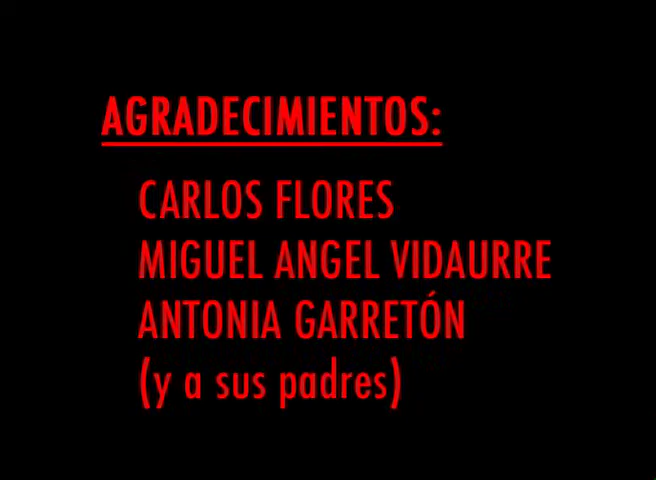 AGRADECIMIENTOS:
CARLOS FLORES
MIGUEL ANGEL VIDAURRE
ANTONIA GARRETÓN
(y a sus padres)